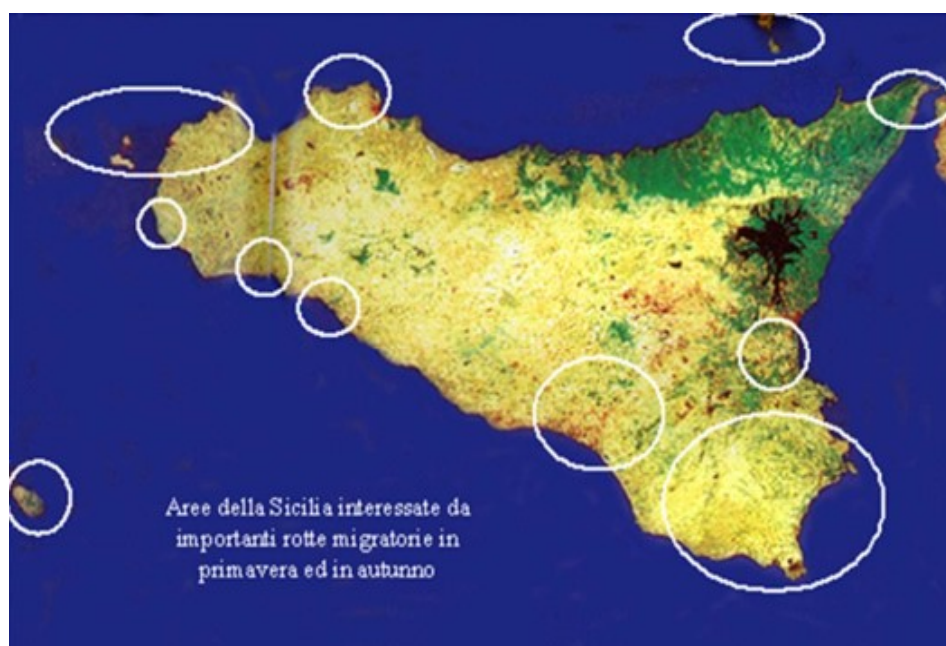 Aree della Sicilia interessate da
importanti rotte migratorie in
primavera ed in autunno